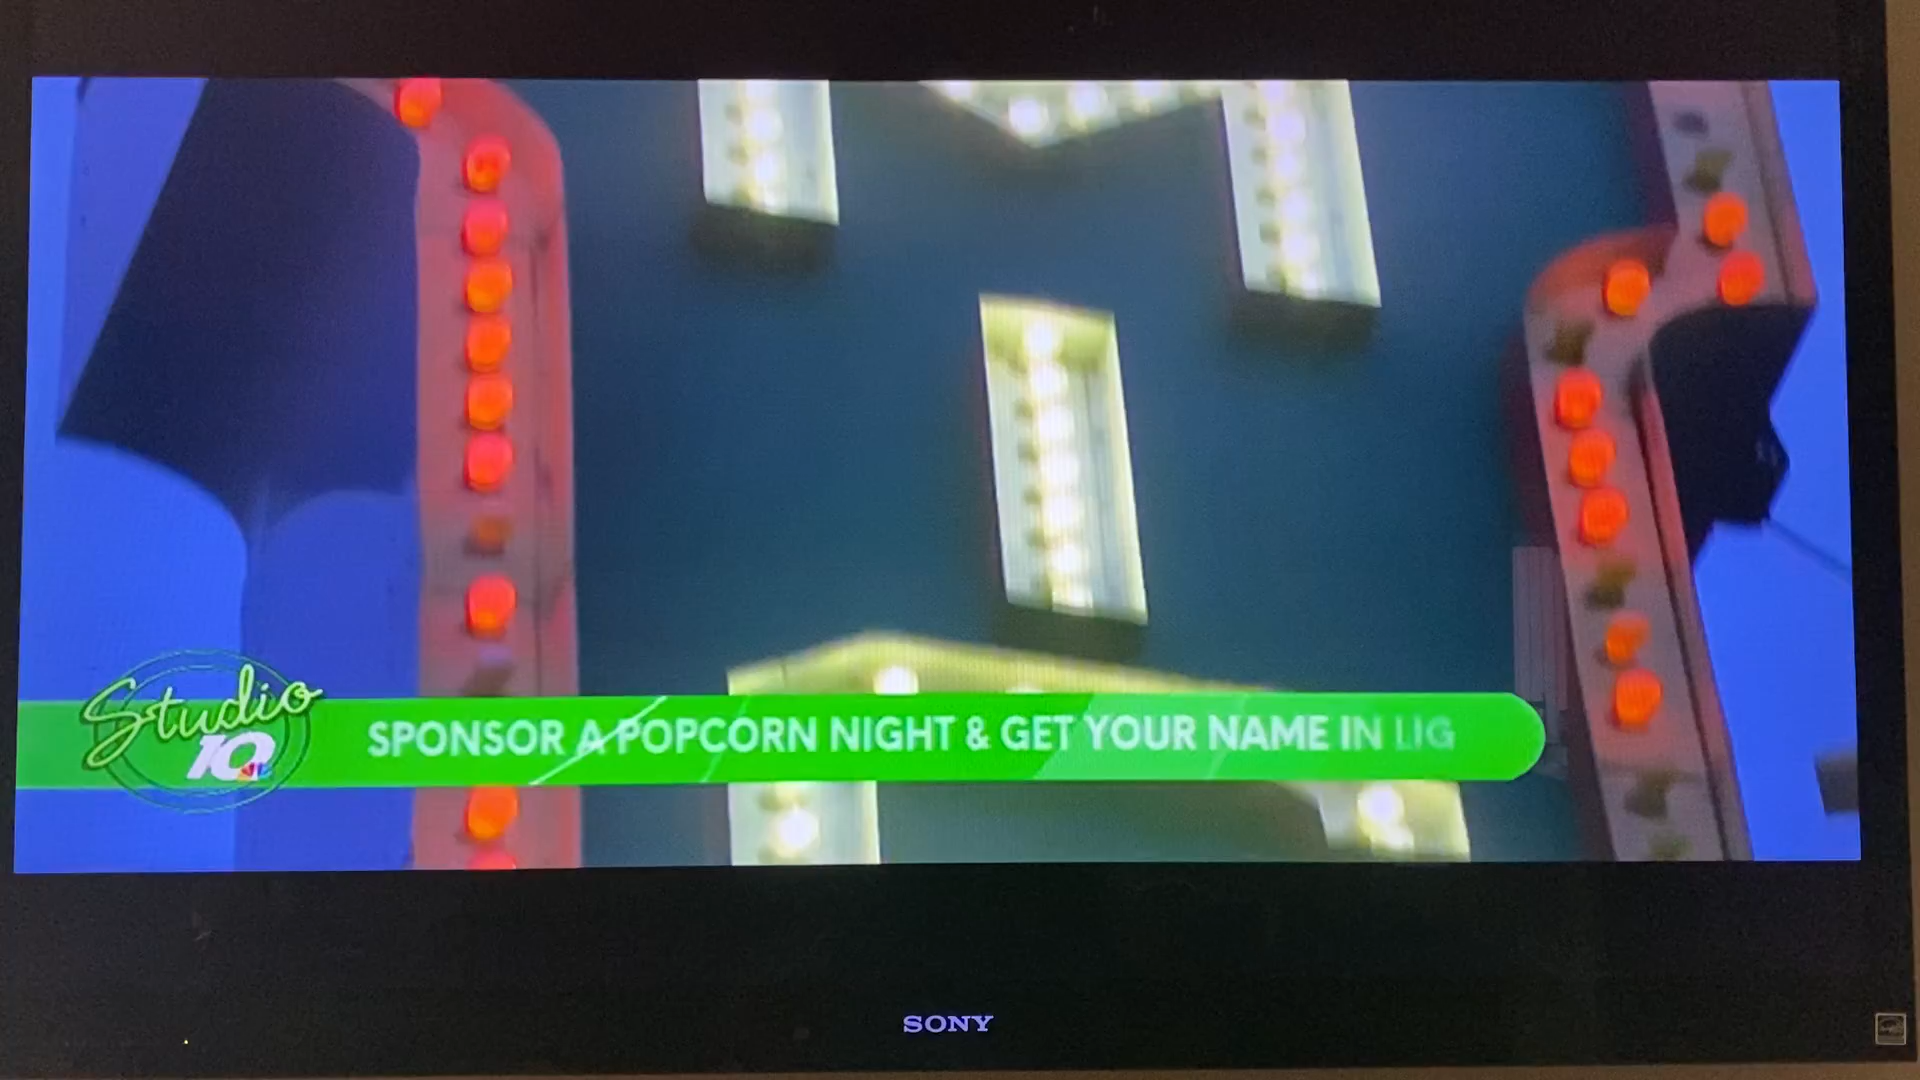 Studio
10
SPONSOR A POPCORN NIGHT & GET YOUR NAME IN LIG
SONY